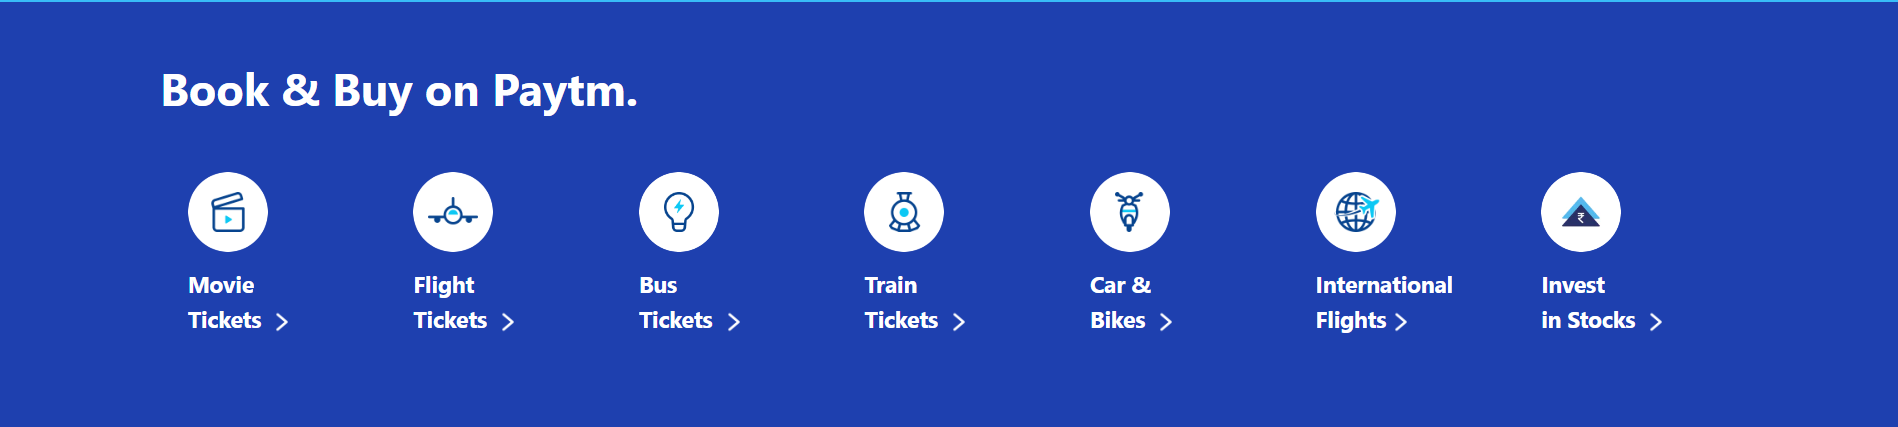 Book & Buy on Paytm.
Movie
Tickets
Flight
Tickets
Bus
Tickets
Train
Tickets
Car &
Bikes
International
Flights
Invest
in Stocks
₹